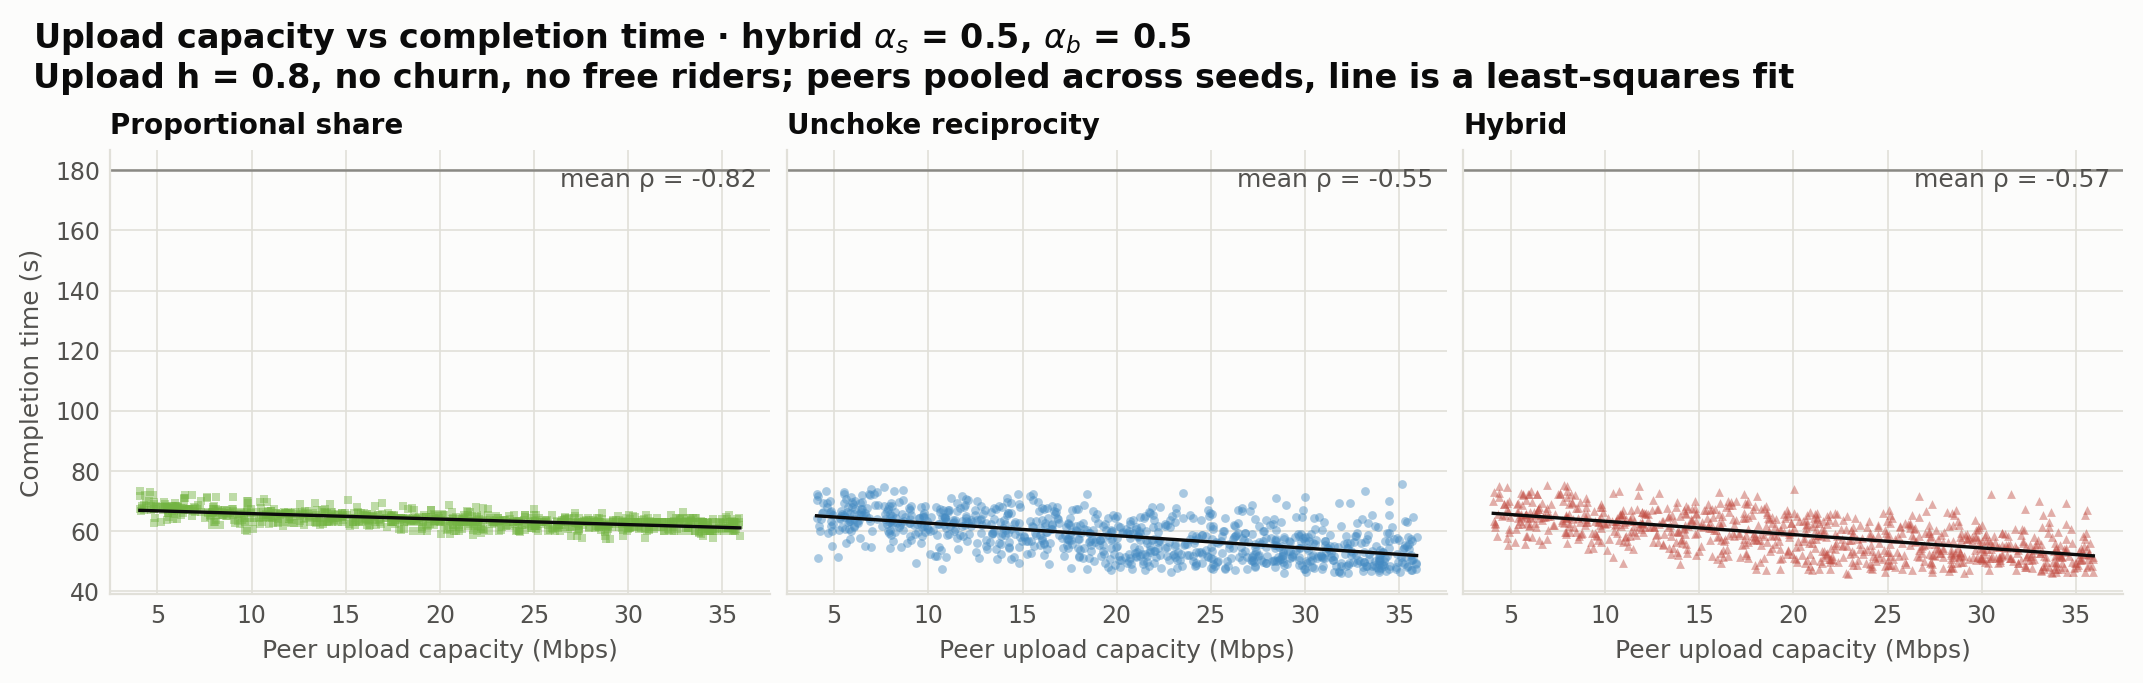 Upload capacity vs completion time · hybrid αs = 0.5, αb = 0.5
Upload h = 0.8, no churn, no free riders; peers pooled across seeds, line is a least-squares fit
Proportional share
Unchoke reciprocity
Hybrid
mean ρ = -0.82
mean ρ = -0.55
mean ρ = -0.57
Completion time (s)
180
160
140
120
100
80
60
40
5 10 15 20 25 30 35
5 10 15 20 25 30 35
5 10 15 20 25 30 35
Peer upload capacity (Mbps)
Peer upload capacity (Mbps)
Peer upload capacity (Mbps)